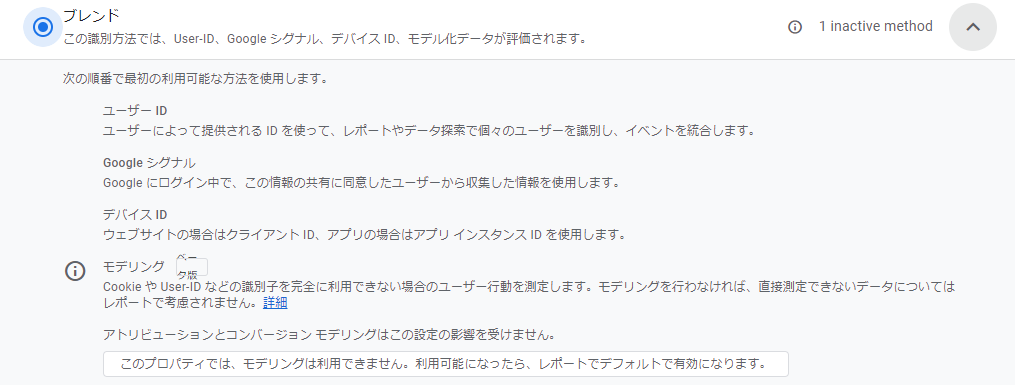 ブレンド
この識別方法では、User-ID、Google シグナル、デバイス ID、モデル化データが評価されます。
1 inactive method
次の順番で最初の利用可能な方法を使用します。
ユーザー ID
ユーザーによって提供される ID を使って、レポートやデータ探索で個々のユーザーを識別し、イベントを統合します。
Google シグナル
Google にログイン中で、この情報の共有に同意したユーザーから収集した情報を使用します。
デバイス ID
ウェブサイトの場合はクライアント ID、アプリの場合はアプリ インスタンス ID を使用します。
モデリング ベータ版
Cookie や User-ID などの識別子を完全に利用できない場合のユーザー行動を測定します。モデリングを行わなければ、直接測定できないデータについては
レポートで考慮されません。詳細
アトリビューションとコンバージョン モデリングはこの設定の影響を受けません。
このプロパティでは、モデリングは利用できません。利用可能になったら、レポートでデフォルトで有効になります。